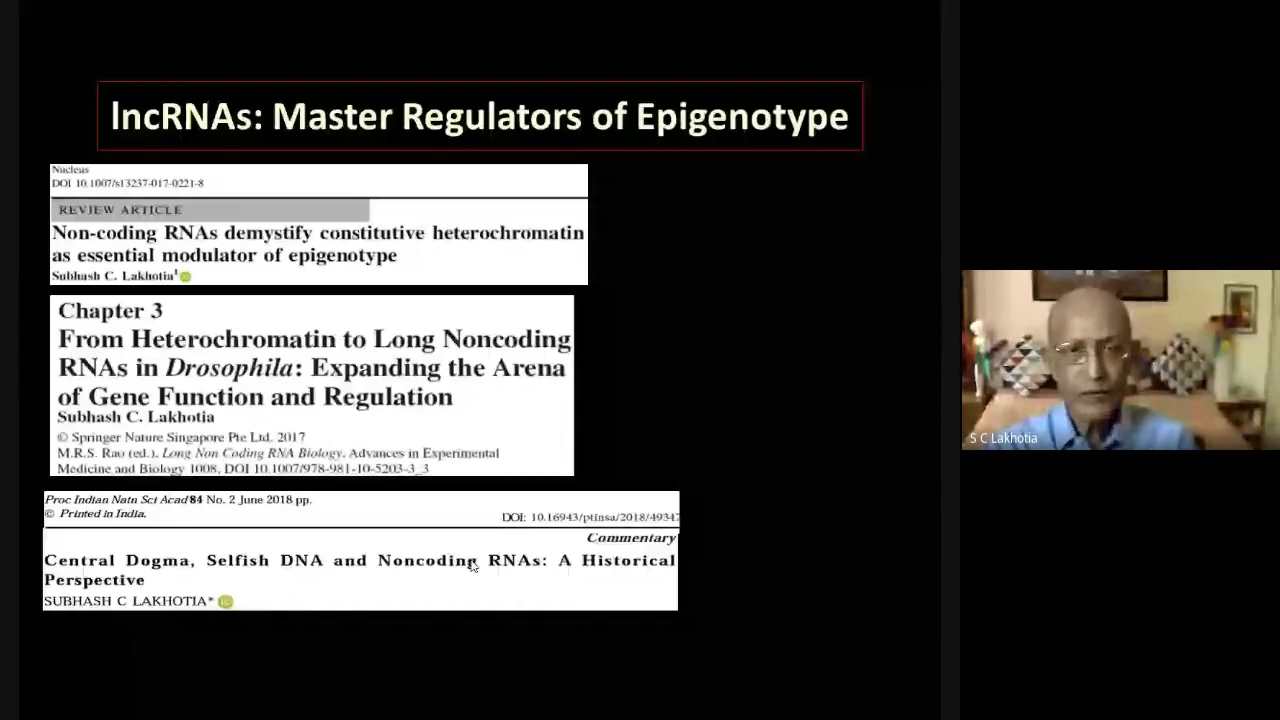 lncRNAs: Master Regulators of Epigenotype
Nucleus
DOI 10.1007/s13237-017-0221-8
REVIEW ARTICLE
Non-coding RNAs demystify constitutive heterochromatin
as essential modulator of epigenotype
Subhash C. Lakhotia¹
Chapter 3
From Heterochromatin to Long Noncoding
RNAs in Drosophila: Expanding the Arena
of Gene Function and Regulation
Subhash C. Lakhotia
© Springer Nature Singapore Pte Ltd. 2017
M.R.S. Rao (ed.), Long Non Coding RNA Biology, Advances in Experimental
Medicine and Biology 1008, DOI 10.1007/978-981-10-5203-3_3
Proc Indian Natn Sci Acad 84 No. 2 June 2018 pp.
© Printed in India.
DOI: 10.16943/ptinsa/2018/49347
Commentary
Central Dogma, Selfish DNA and Noncoding RNAs: A Historical
Perspective
SUBHASH C LAKHOTIA*
S C Lakhotia